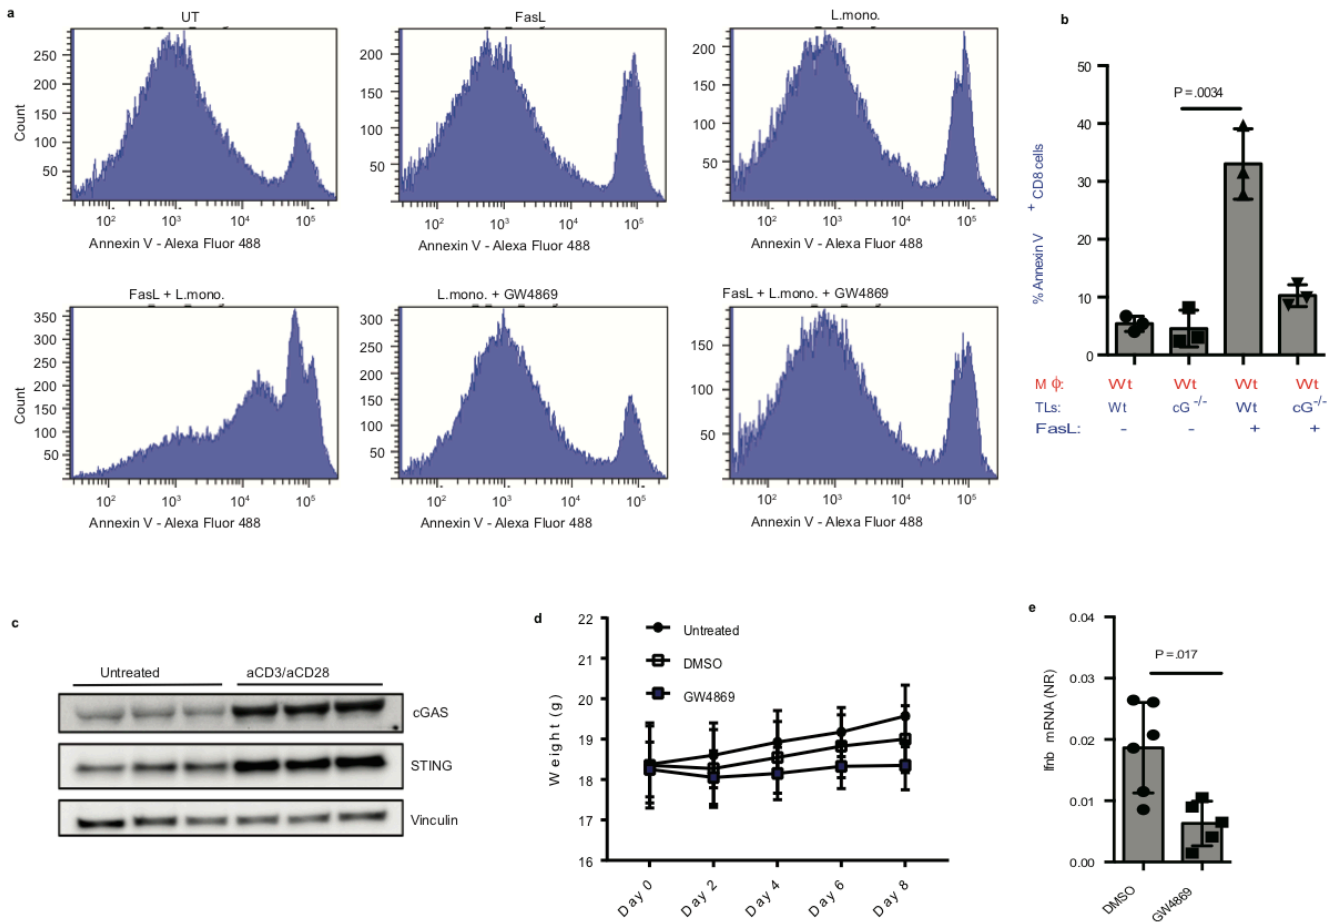 a
UT
FasL
L.mono.
b
Count
250
200
150
100
50
10²
10³
10⁴
10⁵
Annexin V - Alexa Fluor 488
200
150
100
50
10²
10³
10⁴
10⁵
Annexin V - Alexa Fluor 488
200
150
100
50
10²
10³
10⁴
10⁵
Annexin V - Alexa Fluor 488
FasL + L.mono.
L.mono. + GW4869
FasL + L.mono. + GW4869
Count
350
300
250
200
150
100
50
10²
10³
10⁴
10⁵
Annexin V - Alexa Fluor 488
300
250
200
150
100
50
10²
10³
10⁴
10⁵
Annexin V - Alexa Fluor 488
150
100
50
10²
10³
10⁴
10⁵
Annexin V - Alexa Fluor 488
% Annexin V + CD8 cells
50
40
30
20
10
0
P = .0034
M ϕ: Wt Wt Wt Wt
TLs: Wt cG-/- Wt cG-/-
FasL: - - + +
c
Untreated
aCD3/aCD28
cGAS
STING
Vinculin
d
Weight (g)
22
21
20
19
18
17
16
Untreated
DMSO
GW4869
Day 0
Day 2
Day 4
Day 6
Day 8
e
Ifnb mRNA (NR)
0.04
0.03
0.02
0.01
0.00
P = .017
DMSO
GW4869